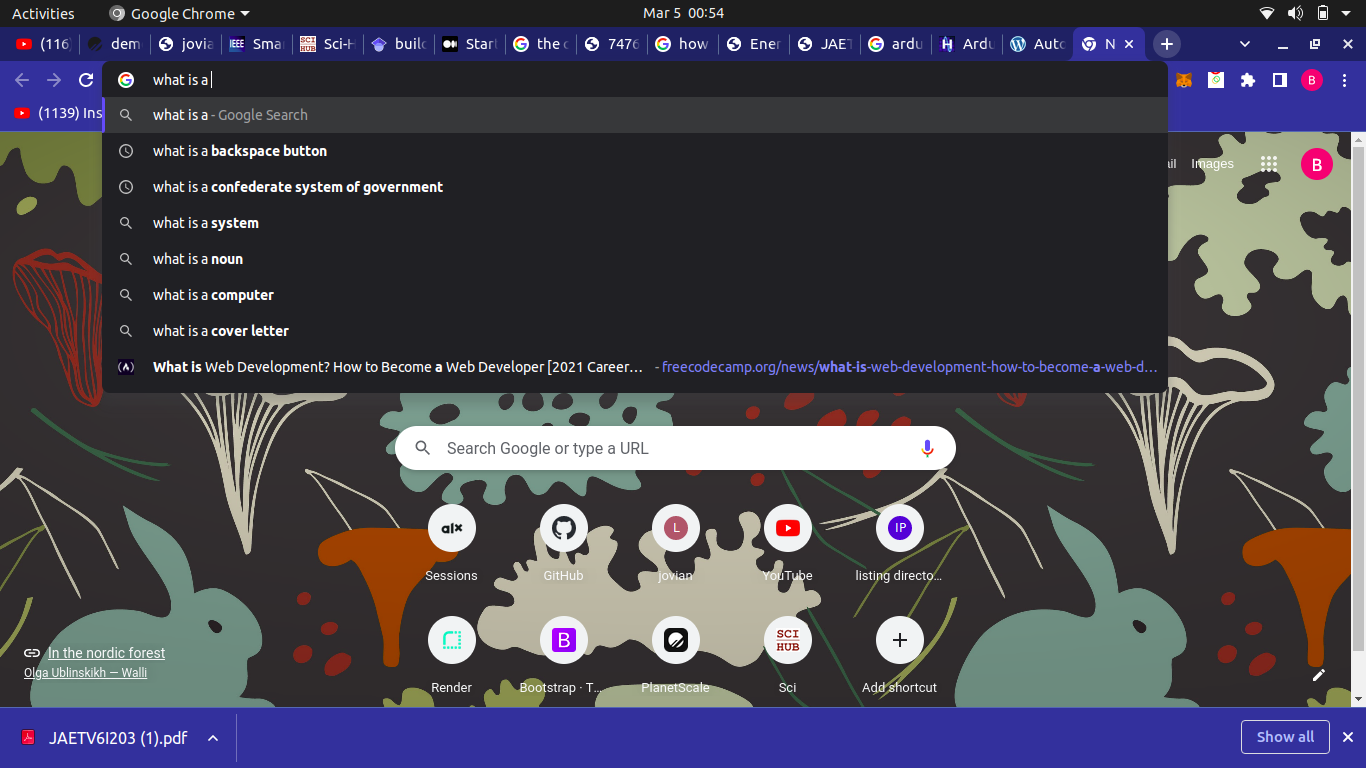 Activities Google Chrome Mar 5 00:54
(116) dem jovia IEEE Sma SCI HUB Sci-H build Start the 7476 how Ener JAET ardu Ardu Auto N
what is a
B
(1139) Ins
what is a - Google Search
what is a backspace button
what is a confederate system of government
what is a system
what is a noun
what is a computer
what is a cover letter
What is Web Development? How to Become a Web Developer [2021 Career… - freecodecamp.org/news/what-is-web-development-how-to-become-a-web-d…
ail Images B
Search Google or type a URL
alx L IP
Sessions GitHub jovian YouTube listing directo…
B SCI HUB
Render Bootstrap · T… PlanetScale Sci Add shortcut
In the nordic forest
Olga Ublinskikh — Walli
JAETV6I203 (1).pdf Show all